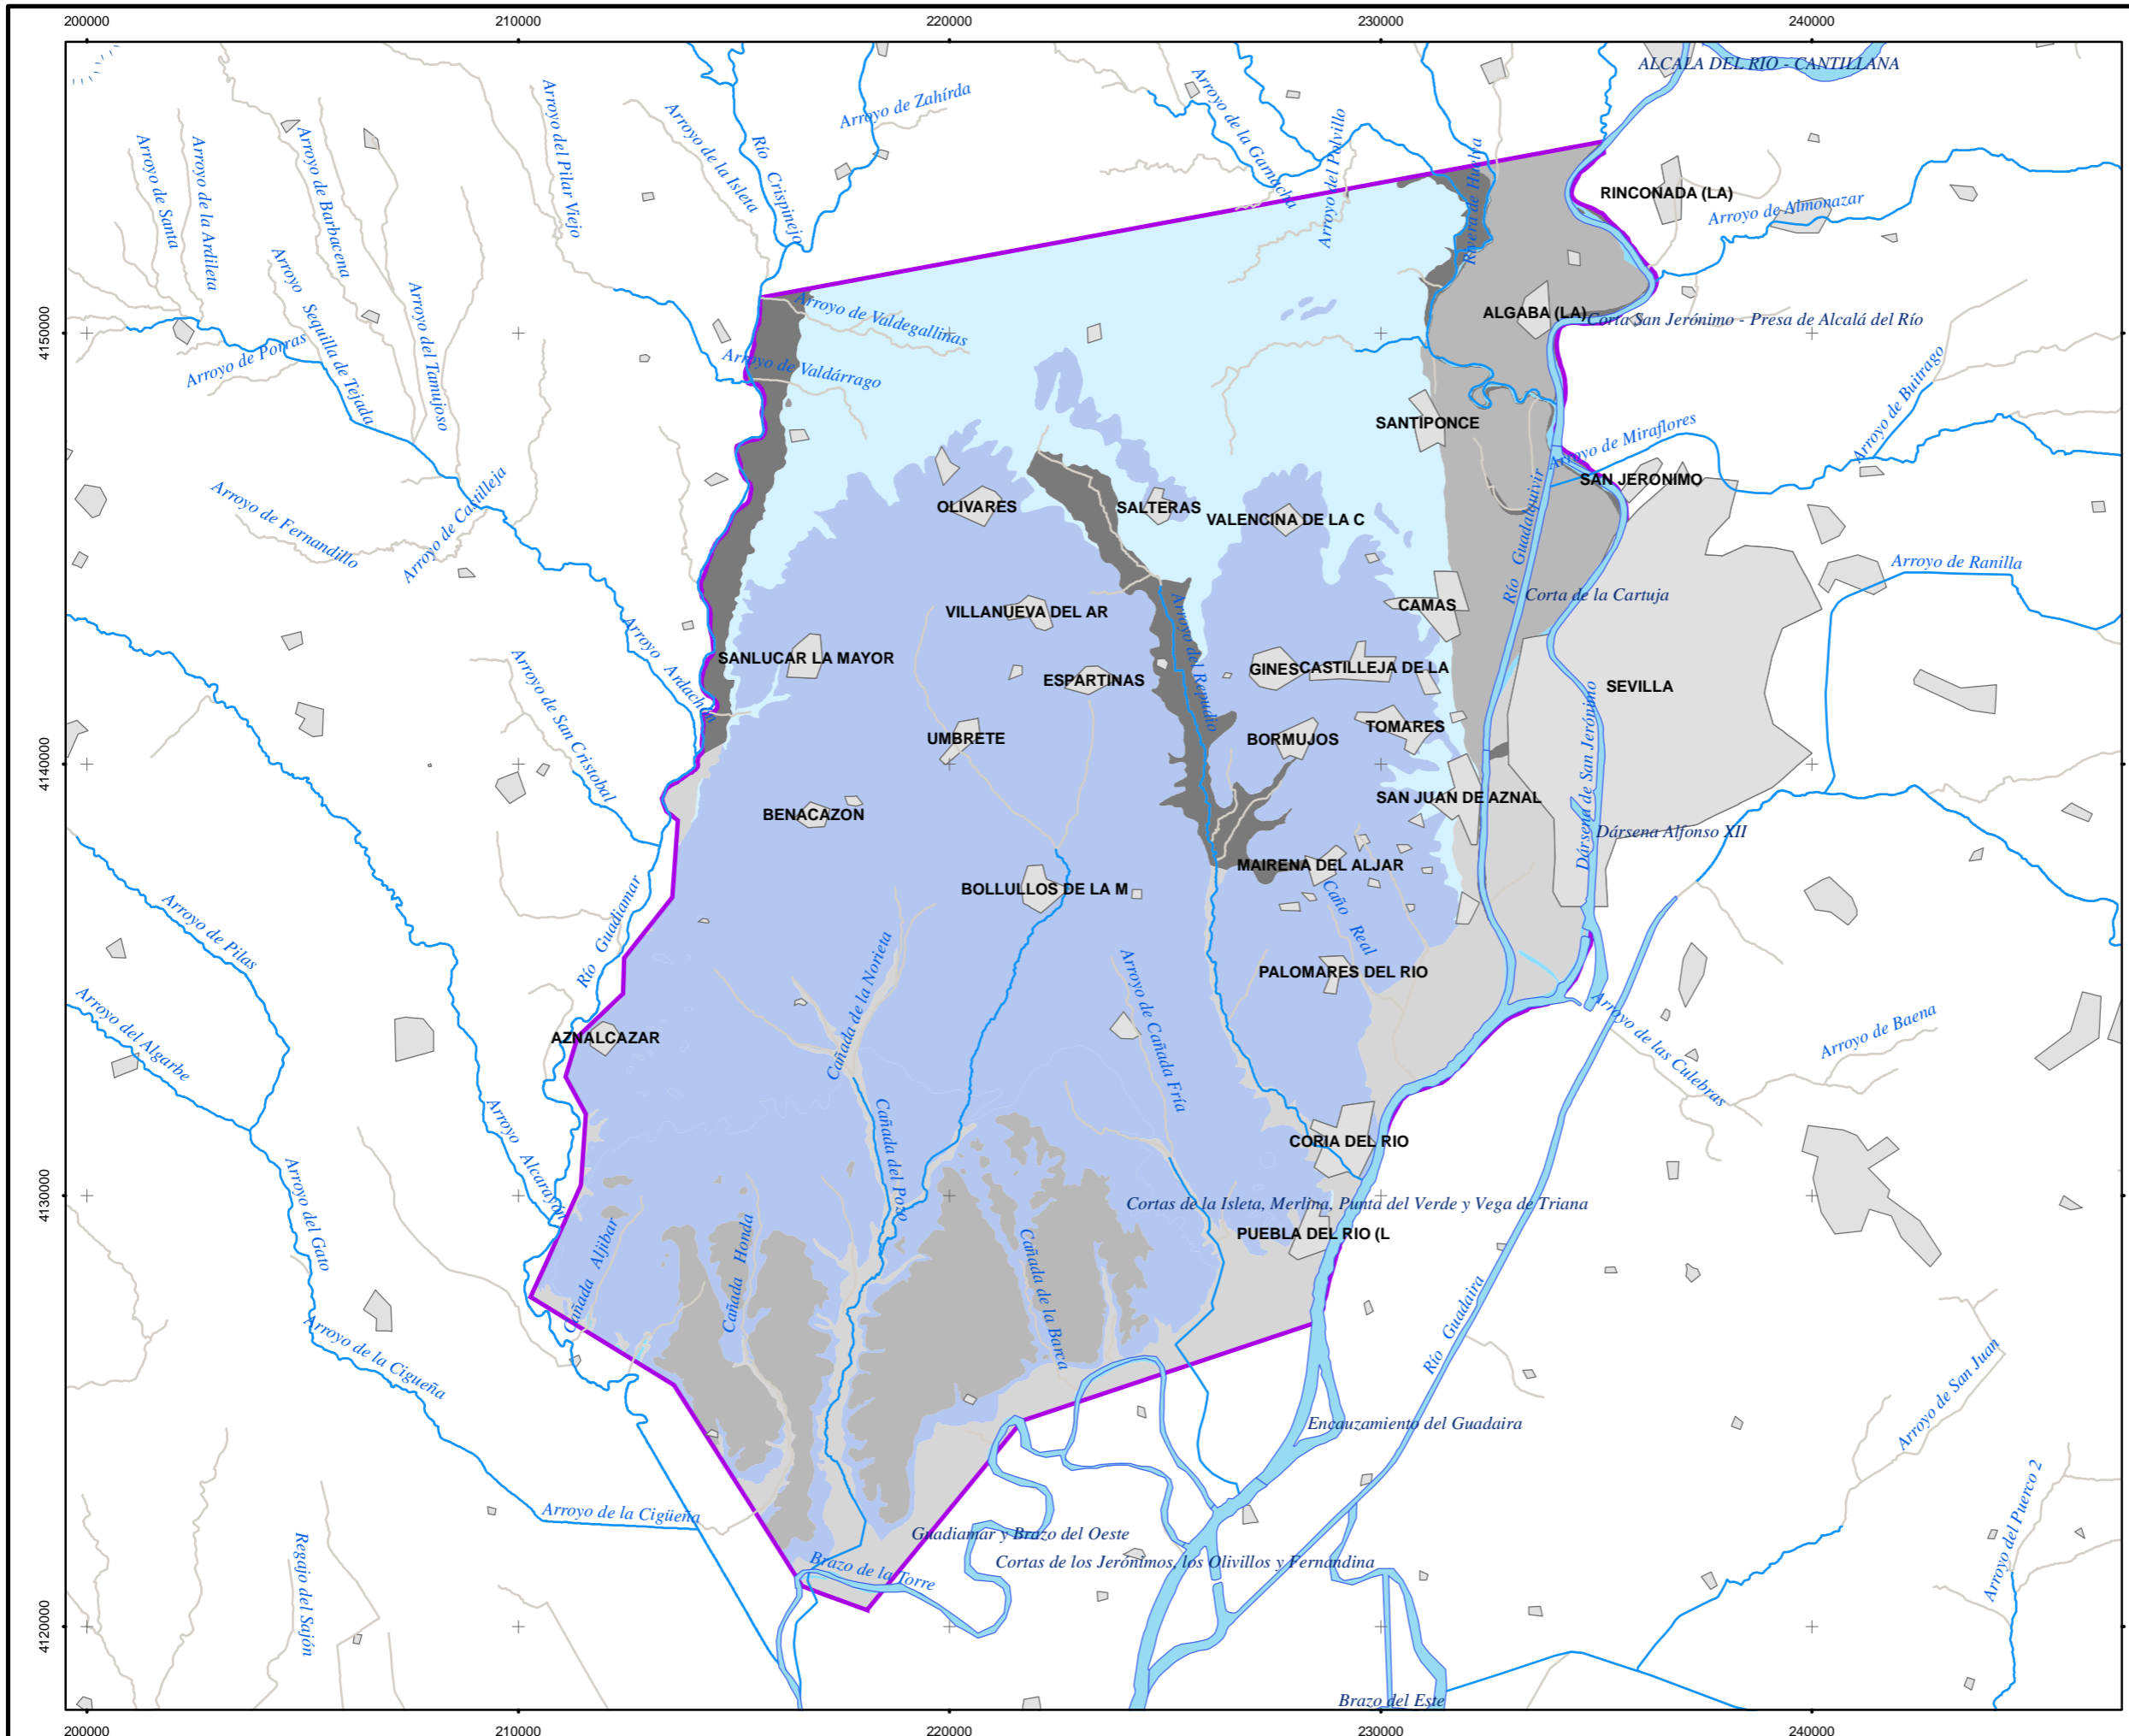 200000
210000
220000
230000
240000
ALCALA DEL RIO - CANTILLANA
Arroyo de Zahírda
Arroyo del Pilar Viejo
Arroyo de la Isleta
Río Crispinejo
Arroyo de la Garnacha
Arroyo del Polvillo
Rivera de Huelva
Arroyo de Santa
Arroyo de la Ardileta
Arroyo de Barbacena
RINCONADA (LA)
Arroyo de Almonazar
Arroyo Sequilla de Tejada
Arroyo del Tamujoso
Arroyo de Valdegallinas
ALGABA (LA)
Corta San Jerónimo - Presa de Alcalá del Río
4150000
Arroyo de Porras
Arroyo de Valdárrago
Arroyo de Buitrago
SANTIPONCE
Arroyo de Miraflores
SAN JERONIMO
Arroyo de Castilleja
Arroyo de Fernandillo
OLIVARES
SALTERAS
VALENCINA DE LA C
Río Guadalquivir
Arroyo de Ranilla
Corta de la Cartuja
CAMAS
VILLANUEVA DEL AR
Arroyo del Repudio
Arroyo Ardachón
SANLUCAR LA MAYOR
ESPARTINAS
GINES
CASTILLEJA DE LA
SEVILLA
Arroyo de San Cristobal
UMBRETE
BORMUJOS
TOMARES
Dársena de San Jerónimo
4140000
BENACAZON
SAN JUAN DE AZNAL
Dársena Alfonso XII
MAIRENA DEL ALJAR
BOLLULLOS DE LA M
Caño Real
Arroyo de Pilas
Río Guadiamar
Cañada de la Norieta
Arroyo de Cañada Fría
PALOMARES DEL RIO
Arroyo del Algarbe
AZNALCAZAR
Arroyo de las Culebras
Arroyo de Baena
Arroyo Alcarayón
Cañada del Pozo
CORIA DEL RIO
4130000
Arroyo del Gato
Cortas de la Isleta, Merlina, Punta del Verde y Vega de Triana
PUEBLA DEL RIO (L
Cañada Aljibar
Cañada Honda
Cañada de la Barca
Río Guadaira
Arroyo de la Cigueña
Arroyo de San Juan
Encauzamiento del Guadaira
Arroyo de la Cigüeña
Regajo del Sajón
Guadiamar y Brazo del Oeste
Cortas de los Jerónimos, los Olivillos y Fernandina
Brazo de la Torre
Arroyo del Puerco 2
4120000
Brazo del Este
200000
210000
220000
230000
240000